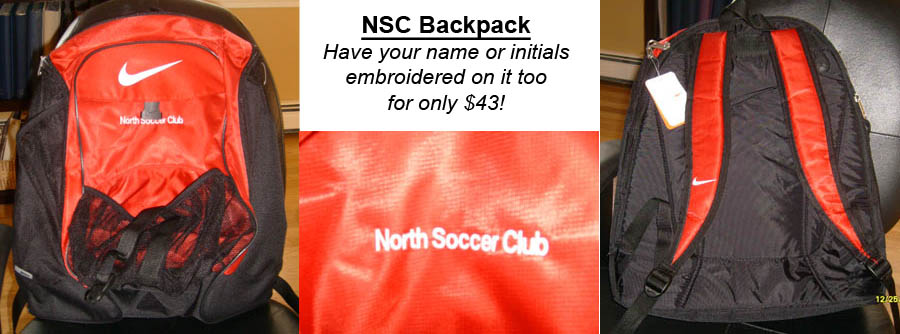 NSC Backpack
Have your name or initials
embroidered on it too
for only $43!
North Soccer Club
North Soccer Club
12/25